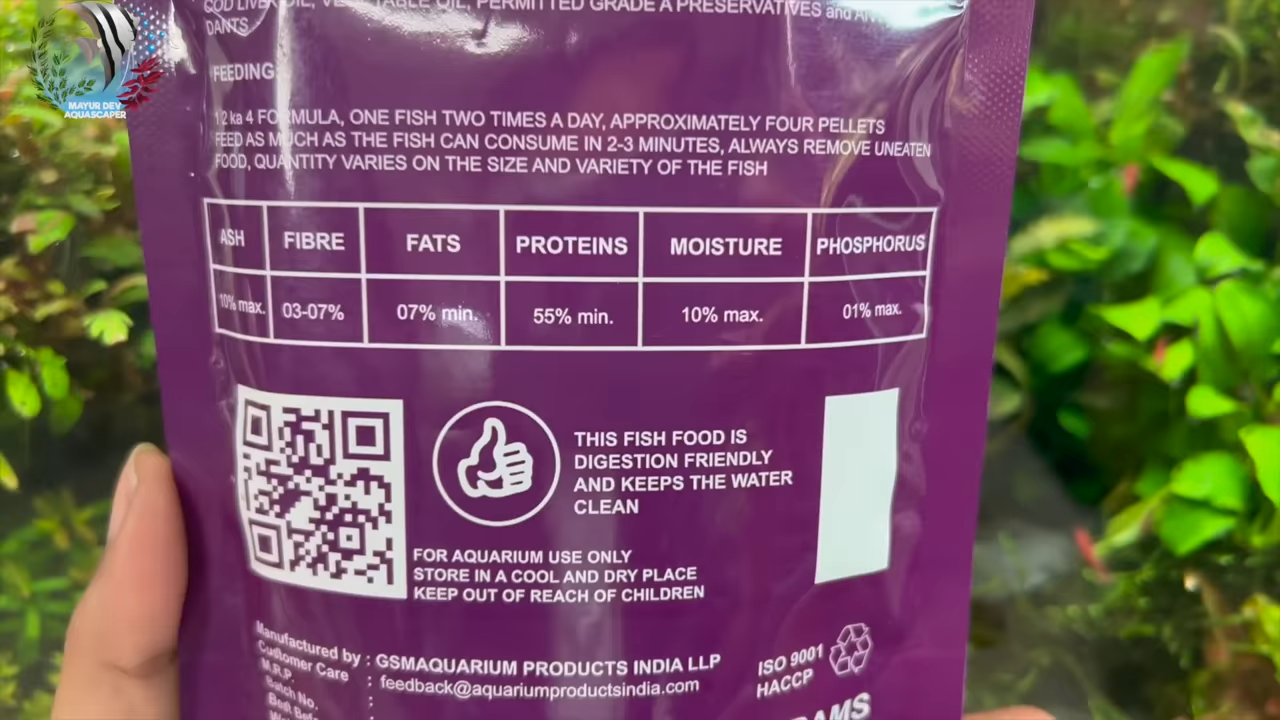 MAYUR DEV
AQUASCAPER
COD LIVER OIL, VEGETABLE OIL, PERMITTED GRADE A PRESERVATIVES and
DANTS
FEEDING
1 2 ka 4 FORMULA, ONE FISH TWO TIMES A DAY, APPROXIMATELY FOUR PELLETS
FEED AS MUCH AS THE FISH CAN CONSUME IN 2-3 MINUTES, ALWAYS REMOVE UNEATEN
FOOD, QUANTITY VARIES ON THE SIZE AND VARIETY OF THE FISH
ASH FIBRE FATS PROTEINS MOISTURE PHOSPHORUS
10% max. 03-07% 07% min. 55% min. 10% max. 01% max.
THIS FISH FOOD IS
DIGESTION FRIENDLY
AND KEEPS THE WATER
CLEAN
FOR AQUARIUM USE ONLY
STORE IN A COOL AND DRY PLACE
KEEP OUT OF REACH OF CHILDREN
Manufactured by : GSMAQUARIUM PRODUCTS INDIA LLP
Customer Care : feedback@aquariumproductsindia.com
M.R.P. :
Batch No. :
Best Before
ISO 9001
HACCP